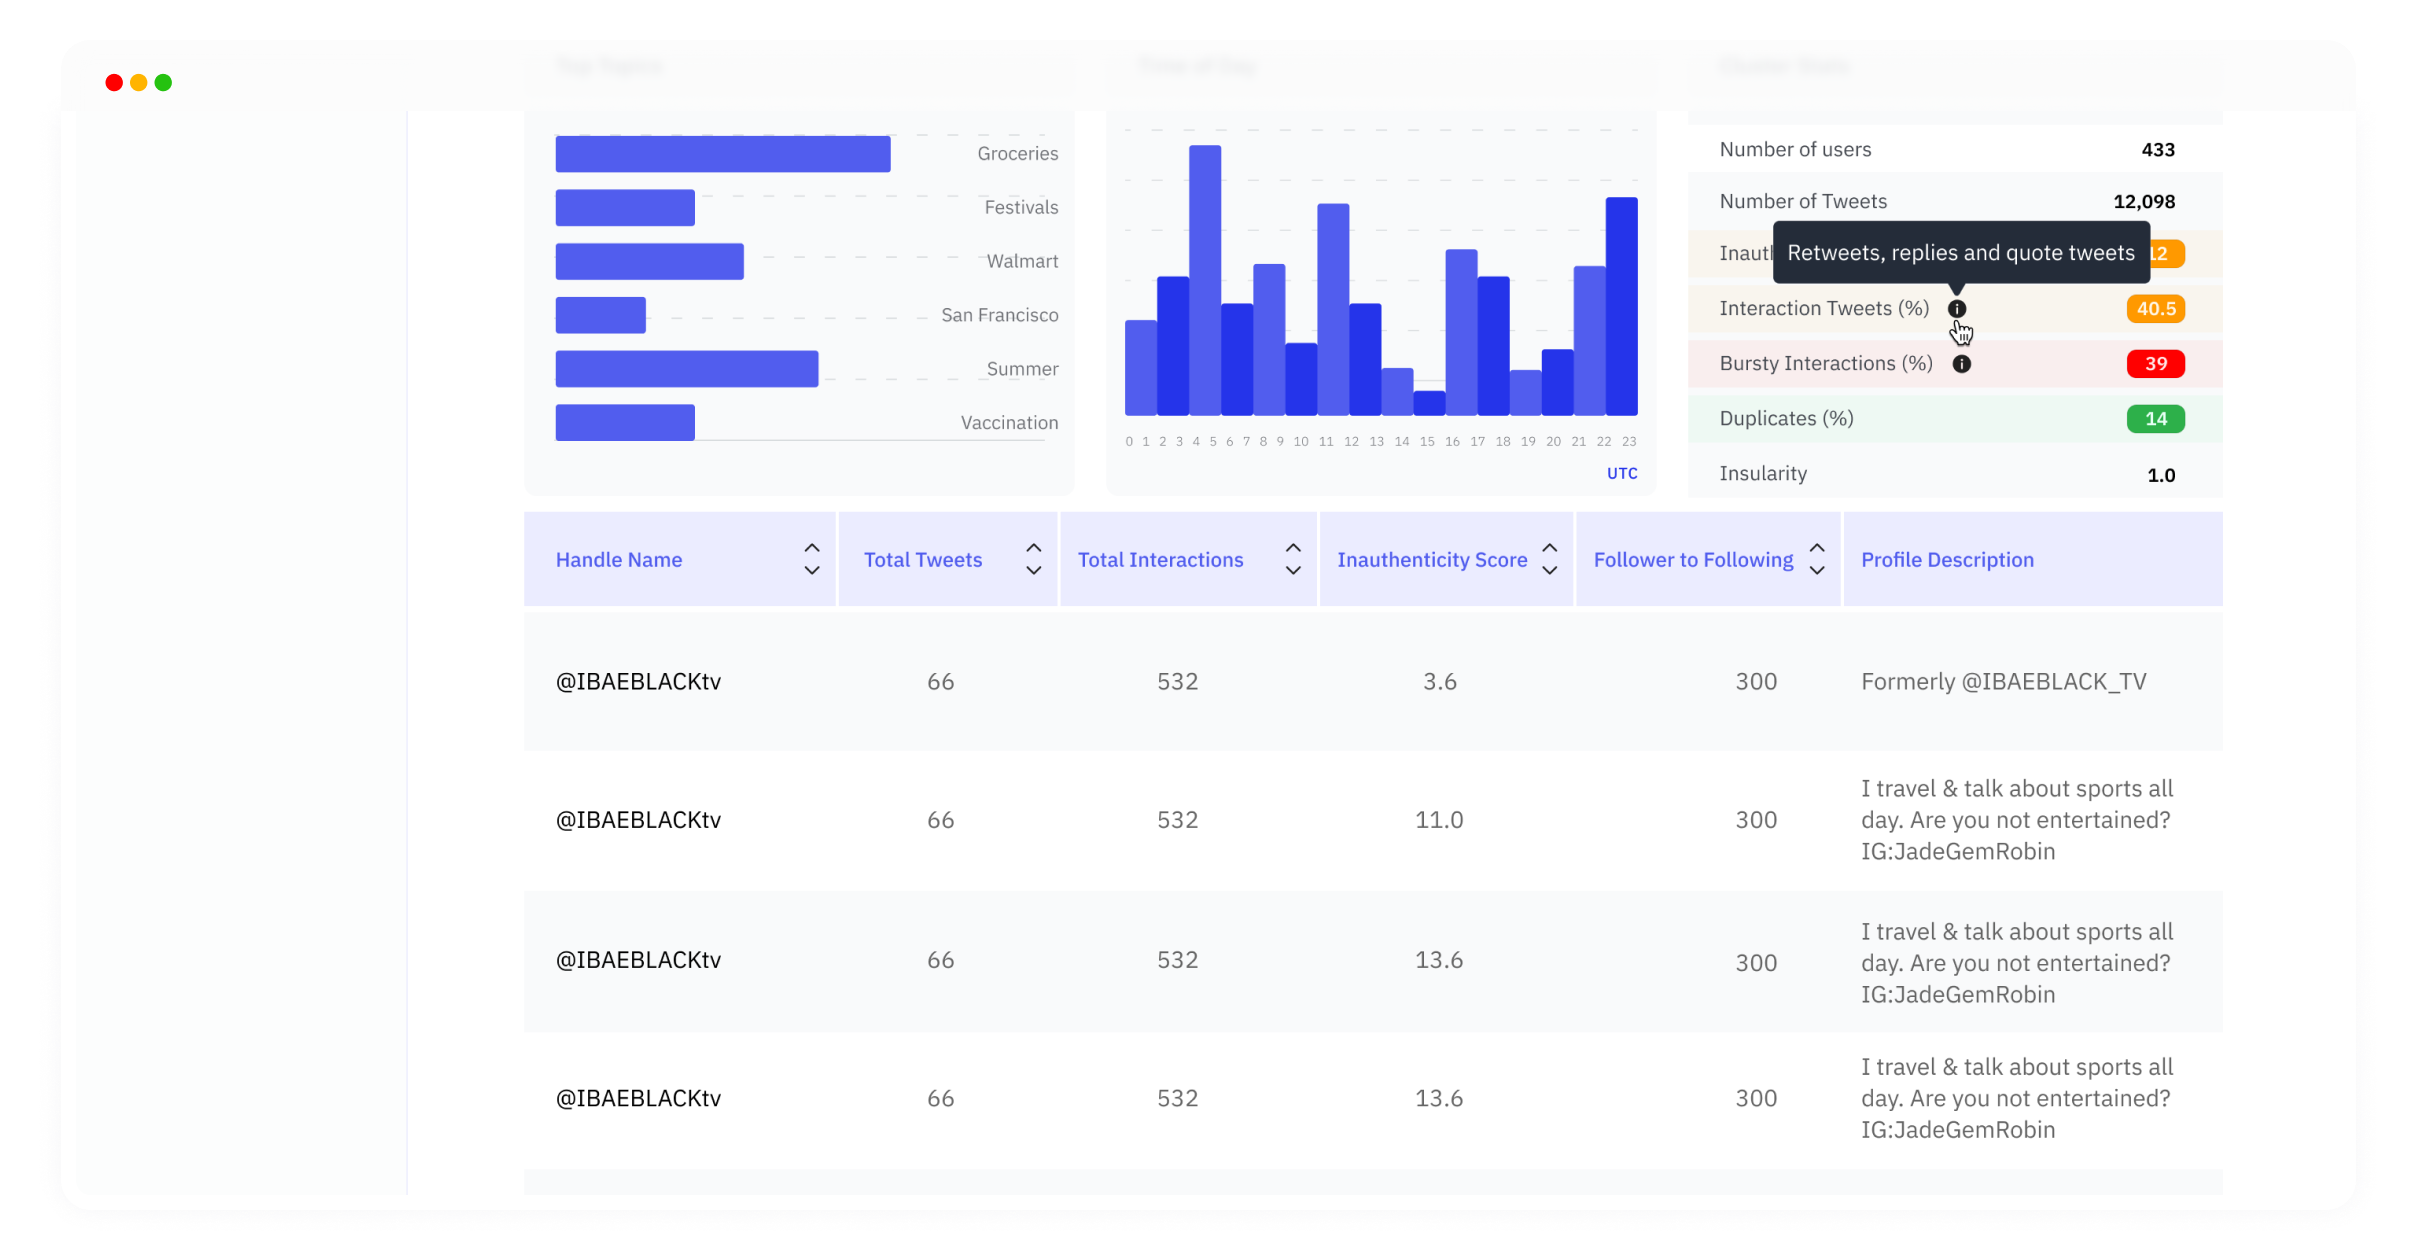 Groceries
Festivals
Walmart
San Francisco
Summer
Vaccination
0 1 2 3 4 5 6 7 8 9 10 11 12 13 14 15 16 17 18 19 20 21 22 23
UTC
Number of users 433
Number of Tweets 12,098
Retweets, replies and quote tweets
Interaction Tweets (%) 40.5
Bursty Interactions (%) 39
Duplicates (%) 14
Insularity 1.0
Handle Name Total Tweets Total Interactions Inauthenticity Score Follower to Following Profile Description
@IBAEBLACKtv 66 532 3.6 300 Formerly @IBAEBLACK_TV
@IBAEBLACKtv 66 532 11.0 300 I travel & talk about sports all
day. Are you not entertained?
IG:JadeGemRobin
@IBAEBLACKtv 66 532 13.6 300 I travel & talk about sports all
day. Are you not entertained?
IG:JadeGemRobin
@IBAEBLACKtv 66 532 13.6 300 I travel & talk about sports all
day. Are you not entertained?
IG:JadeGemRobin